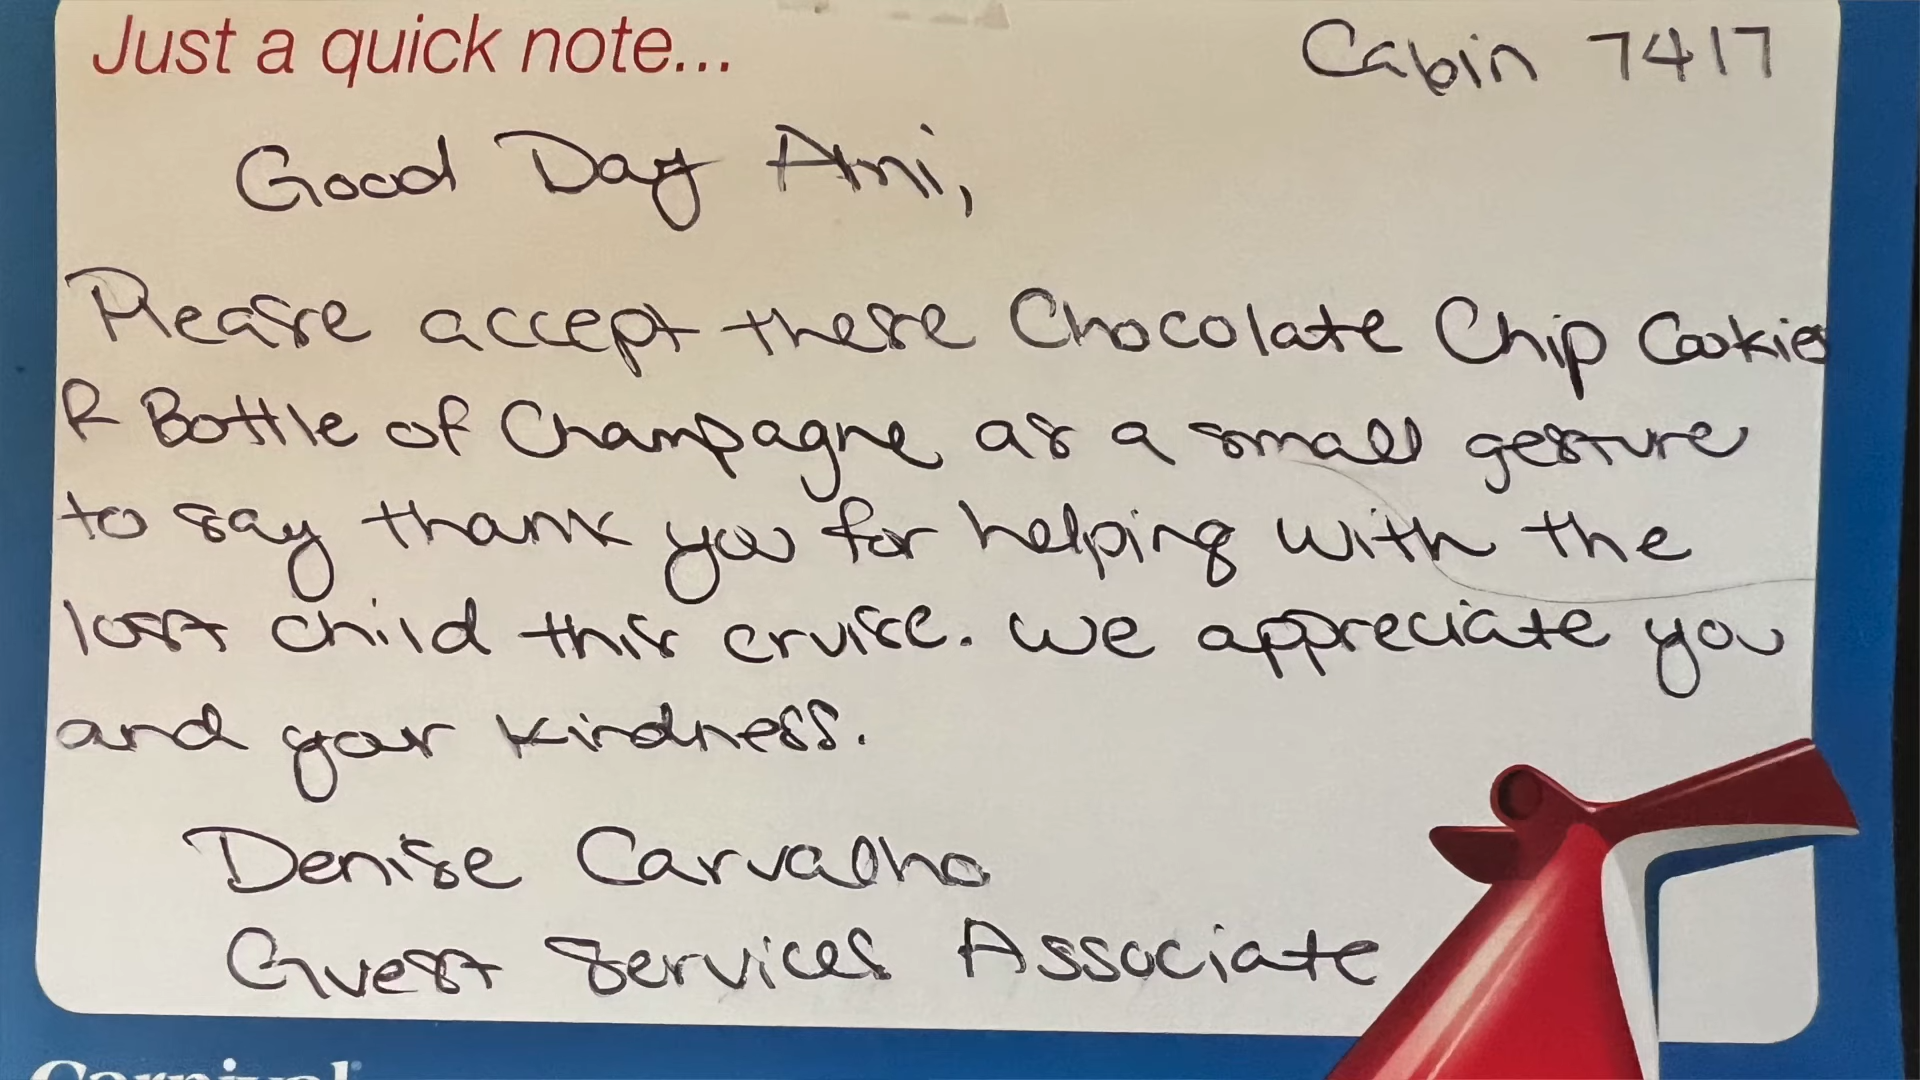 Just a quick note...
Cabin 7417
Good Day Ami,
Please accept these Chocolate Chip Cookies
& Bottle of Champagne as a small gesture
to say thank you for helping with the
lost child this cruise. We appreciate you
and your kindness.
Denise Carvalho
Guest Services Associate
Carnival